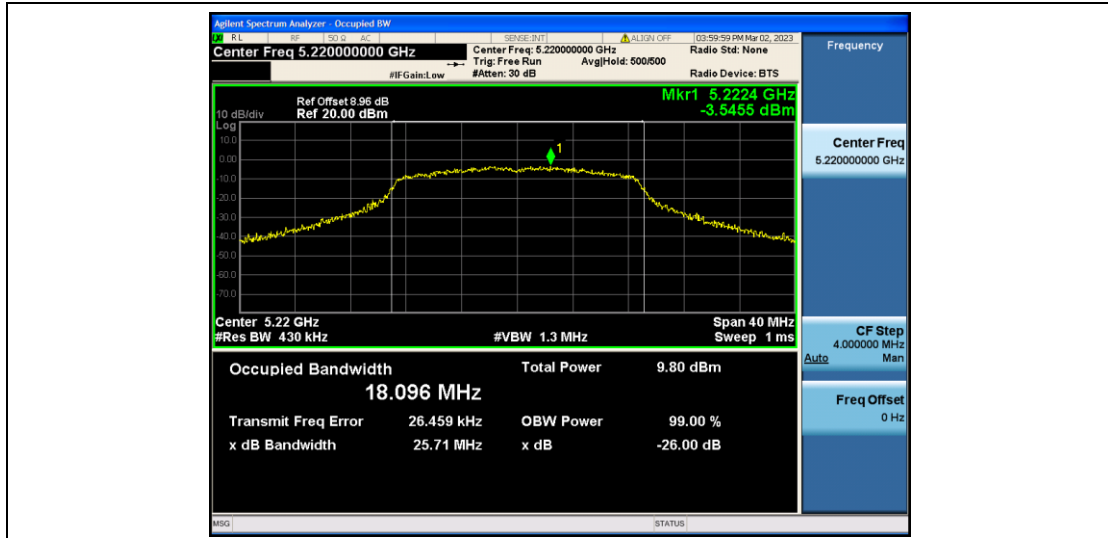 Agilent Spectrum Analyzer - Occupied BW
RL RF 50 Ω AC SENSE:INT ALIGN OFF 03:59:59 PM Mar 02, 2023
Center Freq 5.220000000 GHz
Center Freq: 5.220000000 GHz
Radio Std: None
Trig: Free Run Avg|Hold: 500/500
#IFGain:Low #Atten: 30 dB Radio Device: BTS
Frequency
Mkr1 5.2224 GHz
-3.5455 dBm
Ref Offset 8.96 dB
10 dB/div Ref 20.00 dBm
Log
10.0
0.00
-10.0
-20.0
-30.0
-40.0
-50.0
-60.0
-70.0
1
Center Freq
5.220000000 GHz
Center 5.22 GHz Span 40 MHz
#Res BW 430 kHz #VBW 1.3 MHz Sweep 1 ms
CF Step
4.000000 MHz
Auto Man
Occupied Bandwidth Total Power 9.80 dBm
18.096 MHz
Transmit Freq Error 26.459 kHz OBW Power 99.00 %
x dB Bandwidth 25.71 MHz x dB -26.00 dB
Freq Offset
0 Hz
MSG STATUS